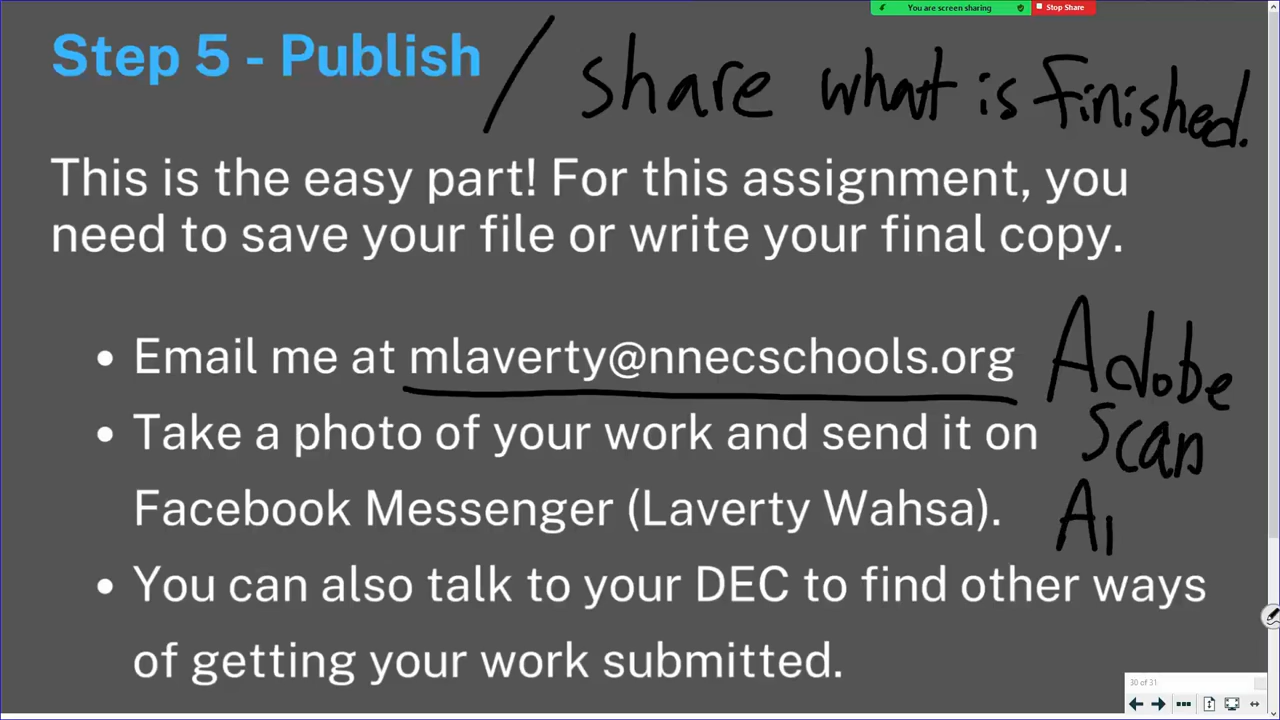 You are screen sharing Stop Share
Step 5 - Publish / share what is finished.
This is the easy part! For this assignment, you
need to save your file or write your final copy.
• Email me at mlaverty@nnecschools.org Adobe
• Take a photo of your work and send it on Scan
Facebook Messenger (Laverty Wahsa). A
• You can also talk to your DEC to find other ways
of getting your work submitted.
30 of 31